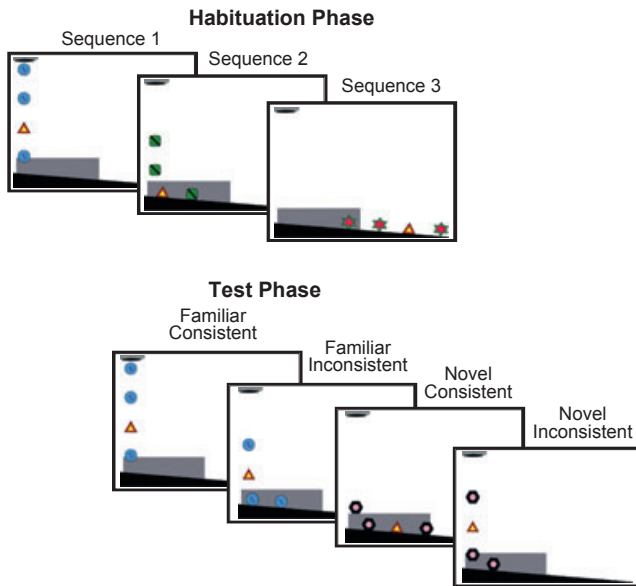 Habituation Phase
Sequence 1
Sequence 2
Sequence 3
Test Phase
Familiar
Consistent
Familiar
Inconsistent
Novel
Consistent
Novel
Inconsistent